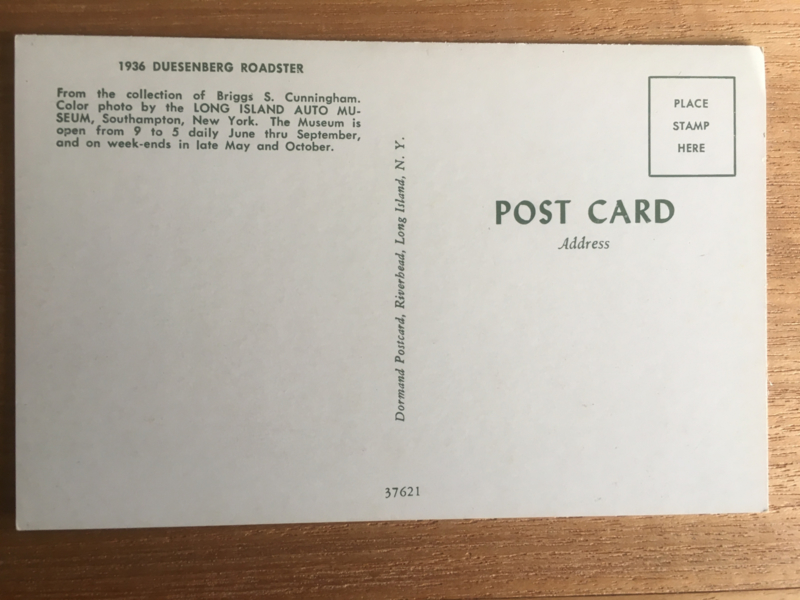 1936 DUESENBERG ROADSTER
From the collection of Briggs S. Cunningham.
Color photo by the LONG ISLAND AUTO MU-
SEUM, Southampton, New York. The Museum is
open from 9 to 5 daily June thru September,
and on week-ends in late May and October.
Dormand Postcard, Riverhead, Long Island, N. Y.
37621
PLACE
STAMP
HERE
POST CARD
Address